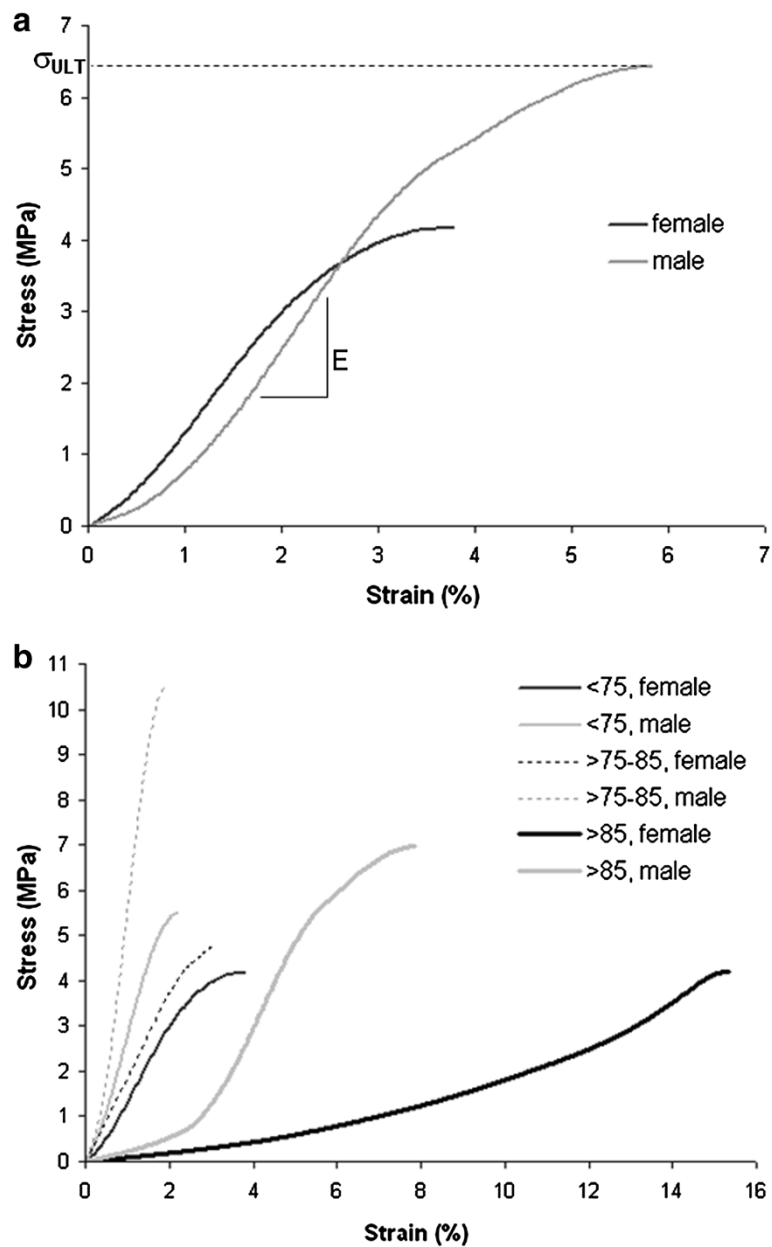 a
7
σULT
6
5
4
3
2
1
0
Stress (MPa)
female
male
E
0 1 2 3 4 5 6 7
Strain (%)
b
11
10
9
8
7
6
5
4
3
2
1
0
Stress (MPa)
<75, female
<75, male
>75-85, female
>75-85, male
>85, female
>85, male
0 2 4 6 8 10 12 14 16
Strain (%)